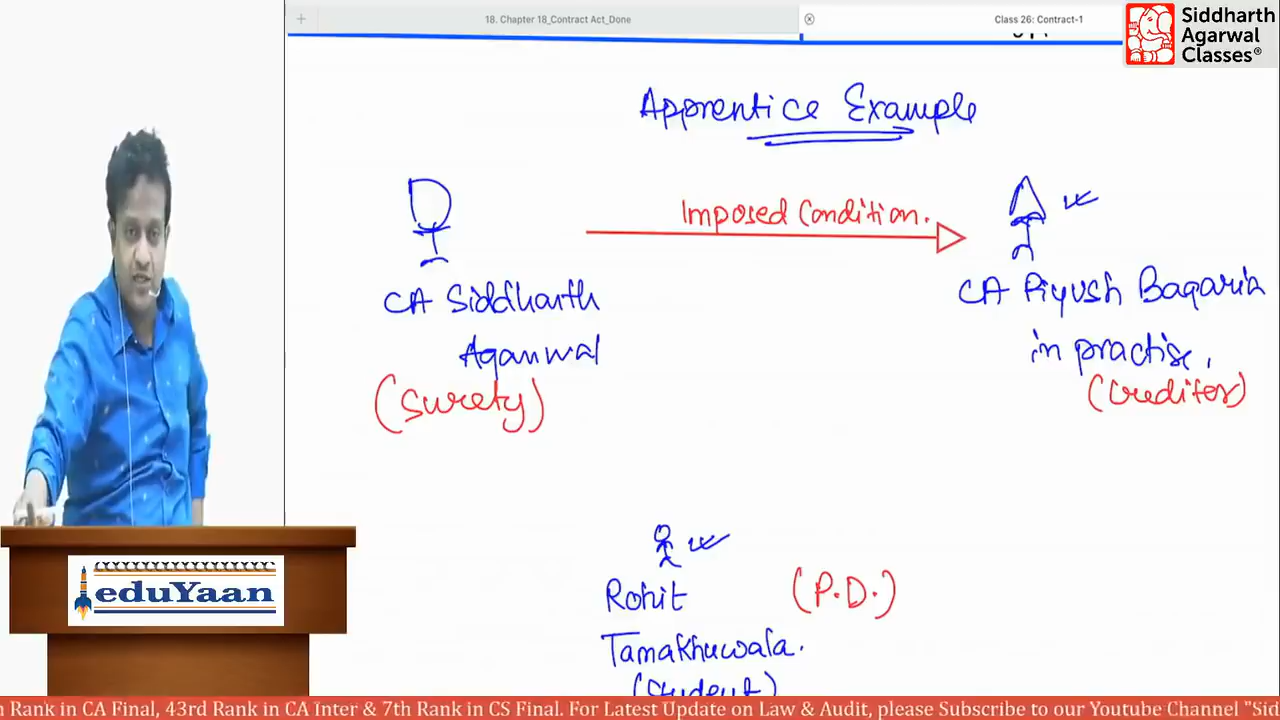 18. Chapter 18_Contract Act_Done
Class 26: Contract-1
Siddharth
Agarwal
Classes®
Apprentice Example
Imposed Condition.
CA Siddharth
Agarwal
(Surety)
CA Piyush Bagaria
in practise.
(Creditor)
Rohit
(P.D.)
Tamakhuwala.
(Student)
eduYaan
Rank in CA Final, 43rd Rank in CA Inter & 7th Rank in CS Final. For Latest Update on Law & Audit, please Subscribe to our Youtube Channel "Sid